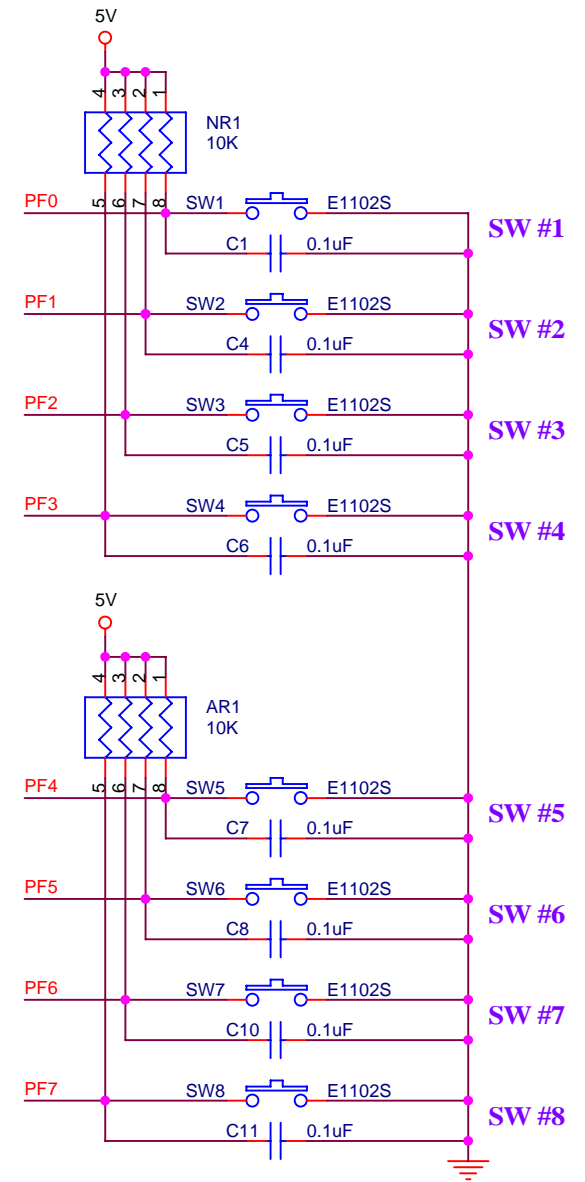 5V
4 3 2 1
NR1
10K
5 6 7 8
PF0 SW1 E1102S
SW #1
C1 0.1uF
PF1 SW2 E1102S
SW #2
C4 0.1uF
PF2 SW3 E1102S
SW #3
C5 0.1uF
PF3 SW4 E1102S
SW #4
C6 0.1uF
5V
4 3 2 1
AR1
10K
5 6 7 8
PF4 SW5 E1102S
SW #5
C7 0.1uF
PF5 SW6 E1102S
SW #6
C8 0.1uF
PF6 SW7 E1102S
SW #7
C10 0.1uF
PF7 SW8 E1102S
SW #8
C11 0.1uF